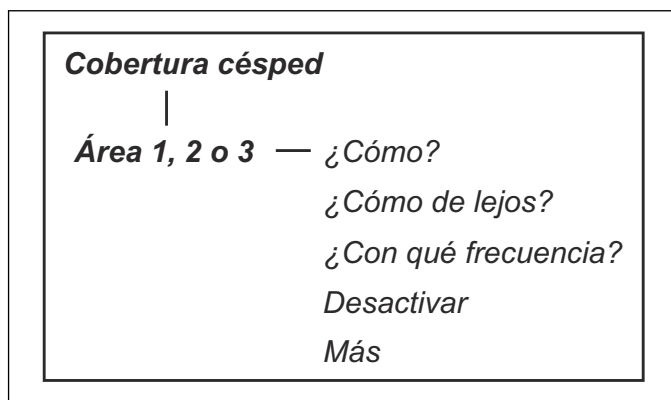 Cobertura césped
Área 1, 2 o 3 — ¿Cómo?
¿Cómo de lejos?
¿Con qué frecuencia?
Desactivar
Más